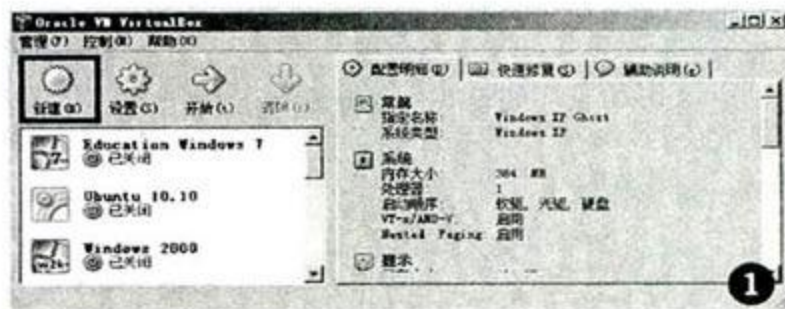 Oracle VM VirtualBox
管理(F) 控制(M) 帮助(H)
新建(N) 设置(S) 开始(A) 清除
配置明细(D) 快速修复(S) 辅助说明(E)
常规
指定名称 Windows XP Ghost
系统类型 Windows XP
系统
内存大小 384 MB
处理器 1
启动顺序 软驱, 光驱, 硬盘
VT-x/AMD-V 启用
Nested Paging 启用
显示
Education Windows 7
已关闭
Ubuntu 10.10
已关闭
Windows 2000
已关闭
1